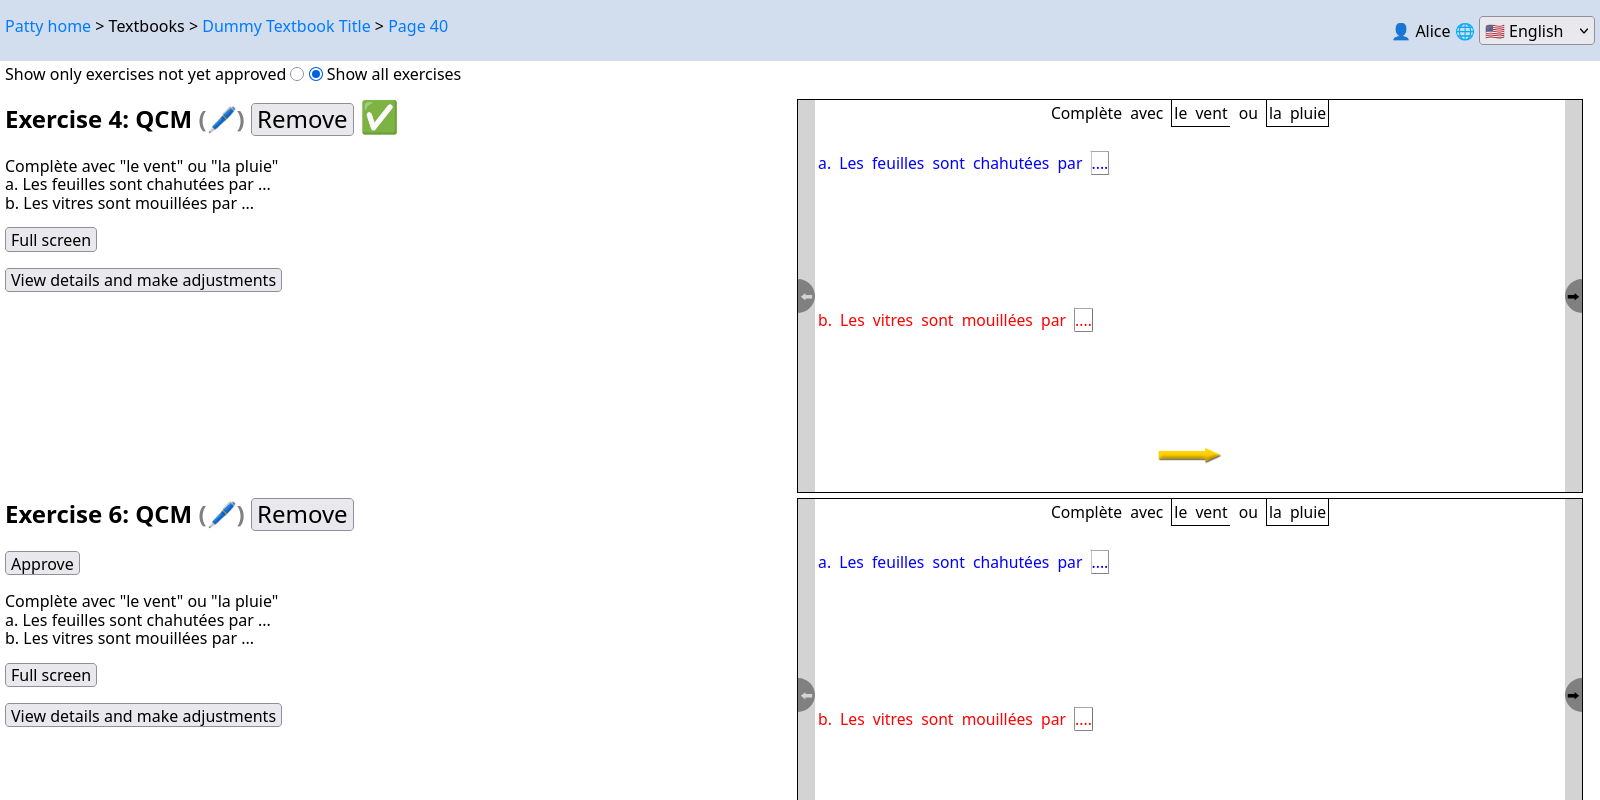 Patty home > Textbooks > Dummy Textbook Title > Page 40
Alice English
Show only exercises not yet approved Show all exercises
Exercise 4: QCM () Remove
Complète avec "le vent" ou "la pluie"
a. Les feuilles sont chahutées par ...
b. Les vitres sont mouillées par ...
Full screen
View details and make adjustments
Complète avec le vent ou la pluie
a. Les feuilles sont chahutées par ....
b. Les vitres sont mouillées par ....
Exercise 6: QCM () Remove
Approve
Complète avec "le vent" ou "la pluie"
a. Les feuilles sont chahutées par ...
b. Les vitres sont mouillées par ...
Full screen
View details and make adjustments
Complète avec le vent ou la pluie
a. Les feuilles sont chahutées par ....
b. Les vitres sont mouillées par ....